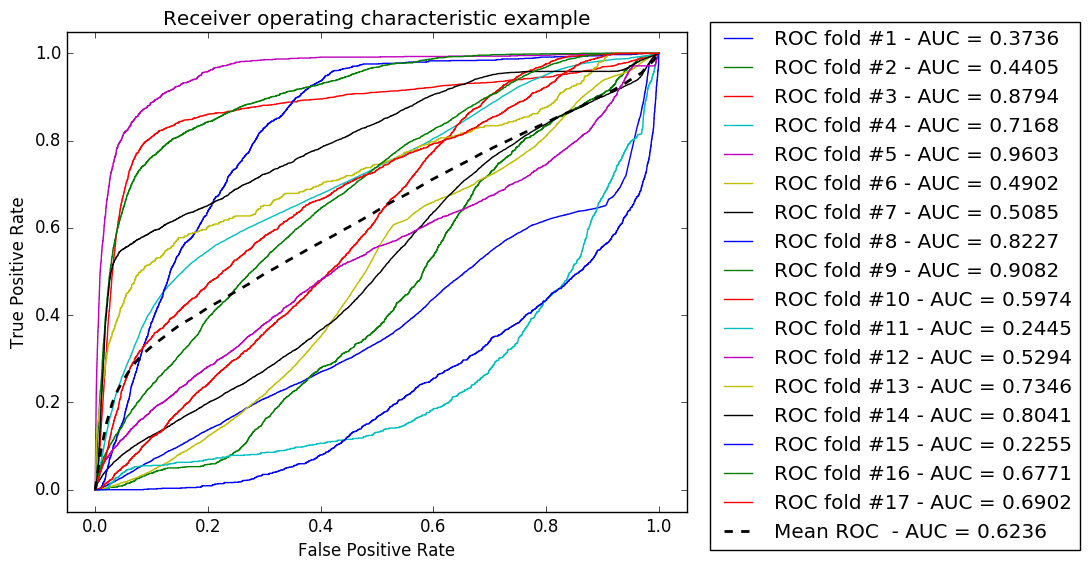 Receiver operating characteristic example
True Positive Rate
1.0
0.8
0.6
0.4
0.2
0.0
0.0 0.2 0.4 0.6 0.8 1.0
False Positive Rate
ROC fold #1 - AUC = 0.3736
ROC fold #2 - AUC = 0.4405
ROC fold #3 - AUC = 0.8794
ROC fold #4 - AUC = 0.7168
ROC fold #5 - AUC = 0.9603
ROC fold #6 - AUC = 0.4902
ROC fold #7 - AUC = 0.5085
ROC fold #8 - AUC = 0.8227
ROC fold #9 - AUC = 0.9082
ROC fold #10 - AUC = 0.5974
ROC fold #11 - AUC = 0.2445
ROC fold #12 - AUC = 0.5294
ROC fold #13 - AUC = 0.7346
ROC fold #14 - AUC = 0.8041
ROC fold #15 - AUC = 0.2255
ROC fold #16 - AUC = 0.6771
ROC fold #17 - AUC = 0.6902
Mean ROC  - AUC = 0.6236